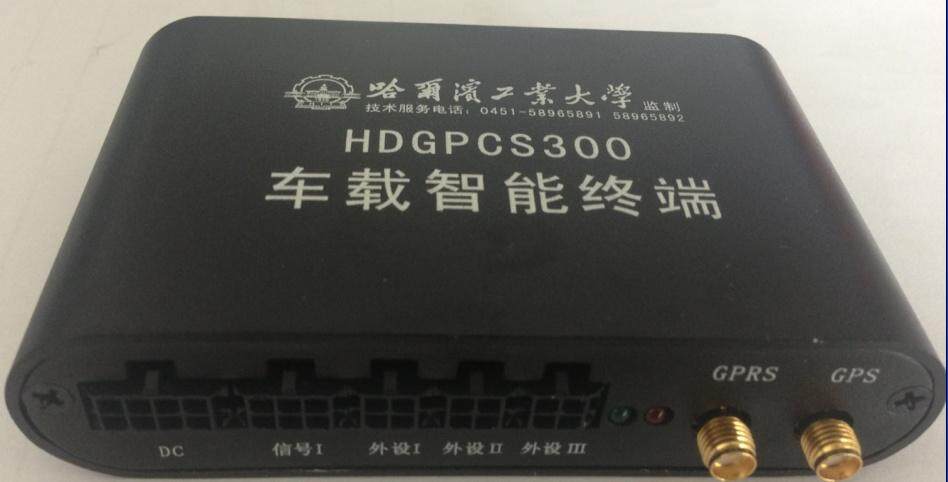 哈爾濱工業大學 监制
技术服务电话：0451-58965891 58965892
HDGPCS300
车载智能终端
GPRS GPS
DC 信号I 外设I 外设II 外设III